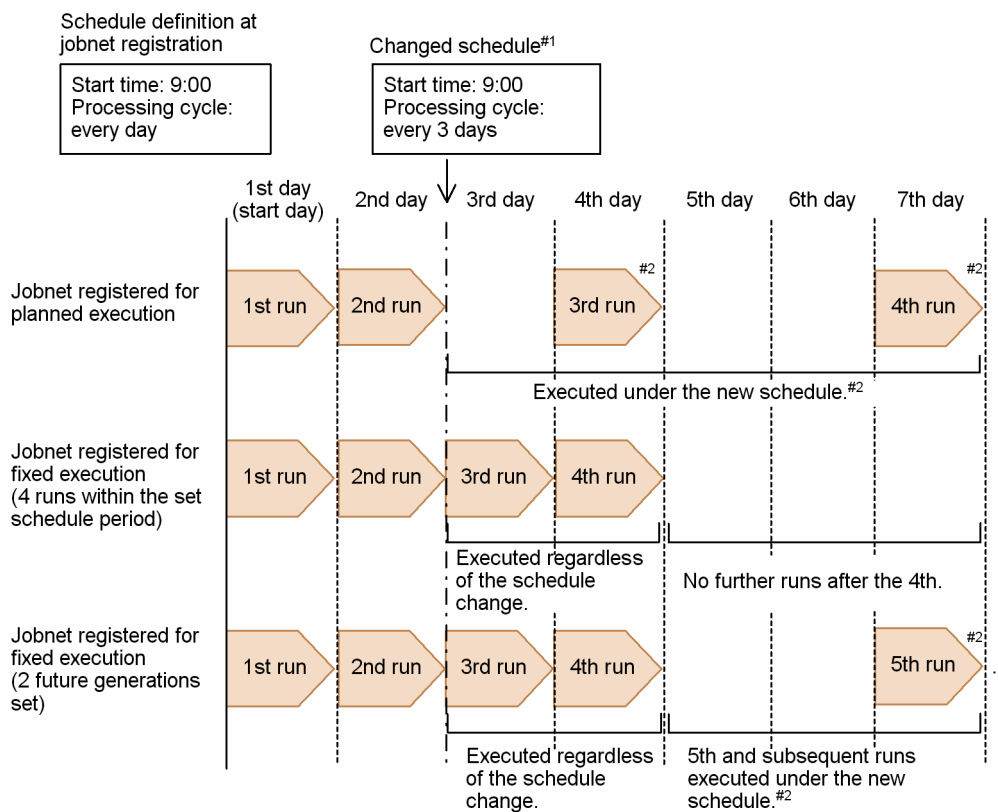 Schedule definition at
jobnet registration
Start time: 9:00
Processing cycle:
every day
Changed schedule#1
Start time: 9:00
Processing cycle:
every 3 days
1st day
(start day)
2nd day
3rd day
4th day
5th day
6th day
7th day
Jobnet registered for
planned execution
1st run
2nd run
3rd run
#2
4th run
#2
Executed under the new schedule.#2
Jobnet registered for
fixed execution
(4 runs within the set
schedule period)
1st run
2nd run
3rd run
4th run
Executed regardless
of the schedule
change.
No further runs after the 4th.
Jobnet registered for
fixed execution
(2 future generations
set)
1st run
2nd run
3rd run
4th run
5th run
#2
.
Executed regardless
of the schedule
change.
5th and subsequent runs
executed under the new
schedule.#2